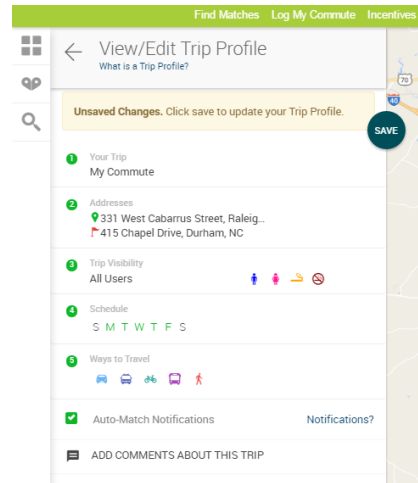 Find Matches Log My Commute Incentives
View/Edit Trip Profile
What is a Trip Profile?
Unsaved Changes. Click save to update your Trip Profile.
SAVE
70
40
1 Your Trip
My Commute
2 Addresses
331 West Cabarrus Street, Raleig...
415 Chapel Drive, Durham, NC
3 Trip Visibility
All Users
4 Schedule
S M T W T F S
5 Ways to Travel
Auto-Match Notifications Notifications?
ADD COMMENTS ABOUT THIS TRIP